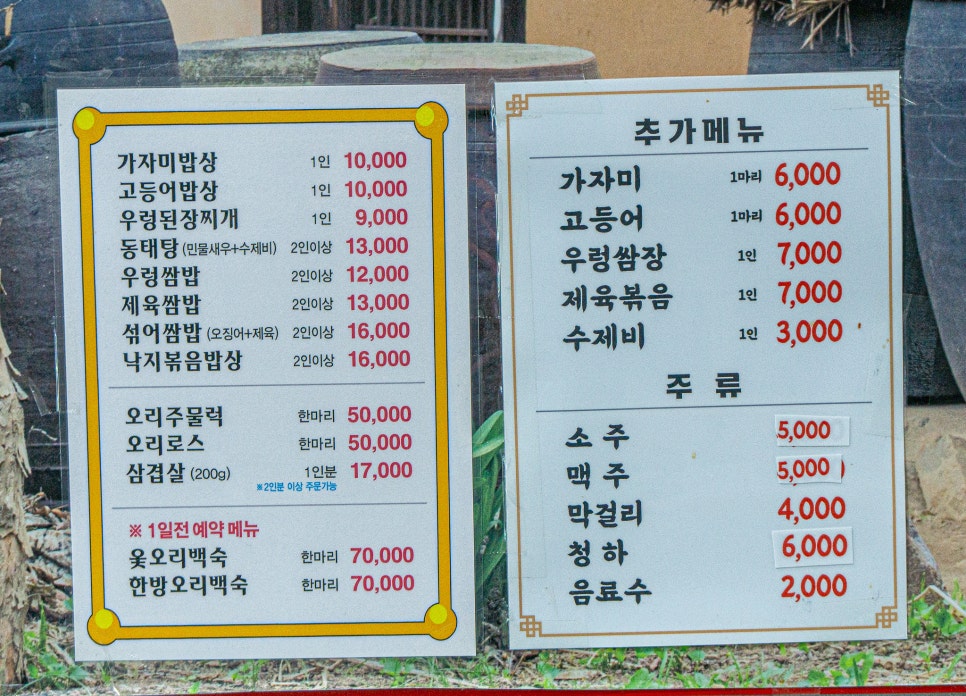 가자미밥상 1인 10,000
고등어밥상 1인 10,000
우렁된장찌개 1인 9,000
동태탕 (민물새우+수제비) 2인이상 13,000
우렁쌈밥 2인이상 12,000
제육쌈밥 2인이상 13,000
섞어쌈밥 (오징어+제육) 2인이상 16,000
낙지볶음밥상 2인이상 16,000
오리주물럭 한마리 50,000
오리로스 한마리 50,000
삼겹살 (200g) 1인분 17,000
※2인분 이상 주문가능
※ 1일전 예약 메뉴
옻오리백숙 한마리 70,000
한방오리백숙 한마리 70,000
추가메뉴
가자미 1마리 6,000
고등어 1마리 6,000
우렁쌈장 1인 7,000
제육볶음 1인 7,000
수제비 1인 3,000
주 류
소 주 5,000
맥 주 5,000
막걸리 4,000
청 하 6,000
음료수 2,000